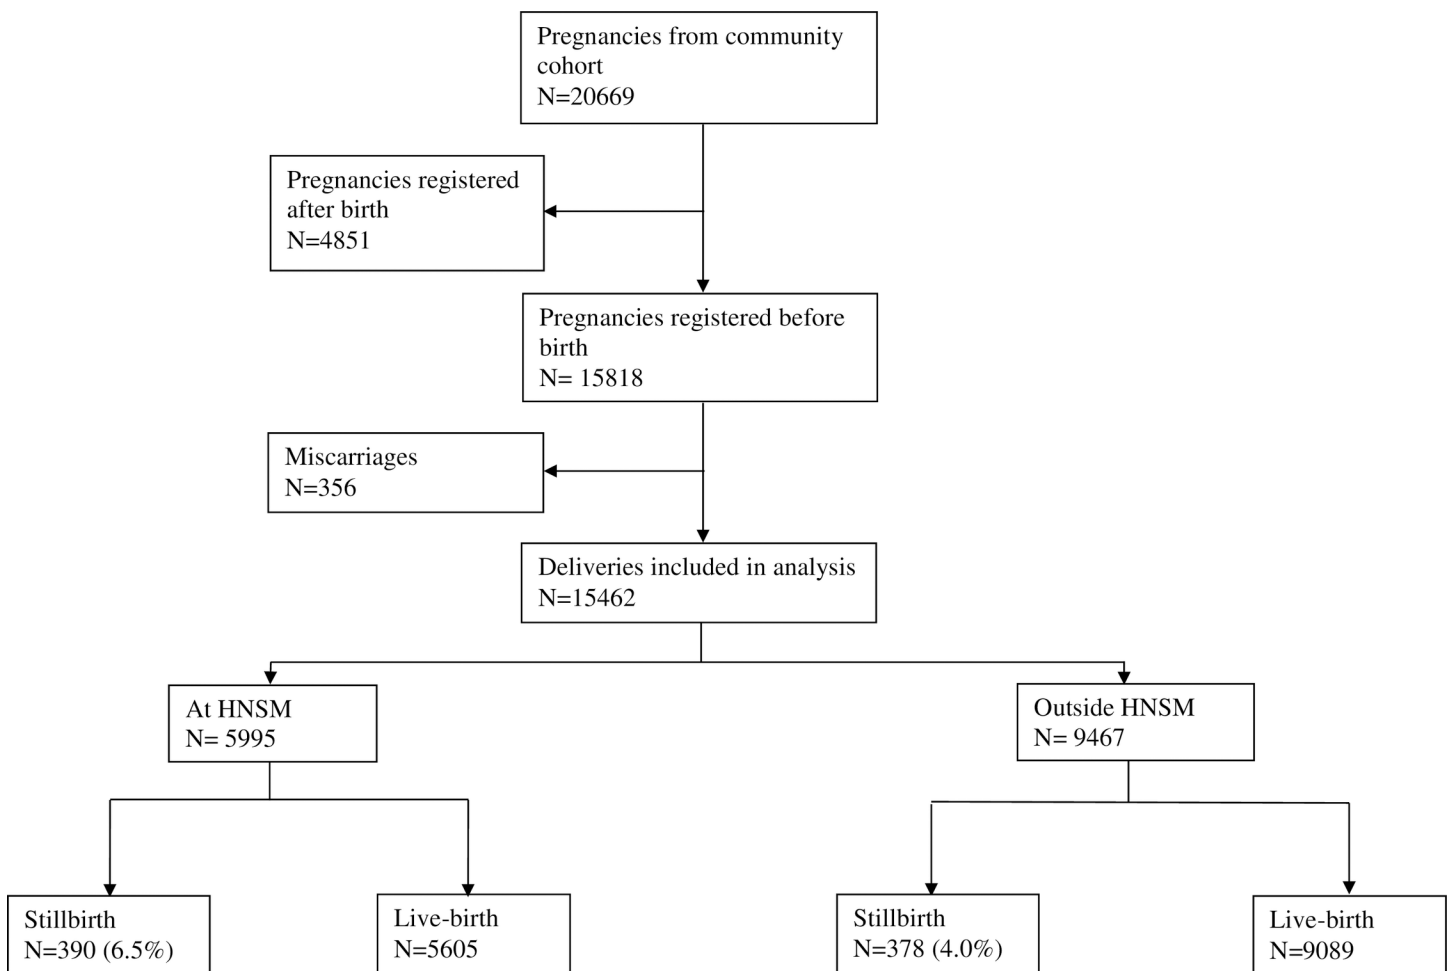 Pregnancies from community
cohort
N=20669
Pregnancies registered
after birth
N=4851
Pregnancies registered before
birth
N= 15818
Miscarriages
N=356
Deliveries included in analysis
N=15462
At HNSM
N= 5995
Outside HNSM
N= 9467
Stillbirth
N=390 (6.5%)
Live-birth
N=5605
Stillbirth
N=378 (4.0%)
Live-birth
N=9089